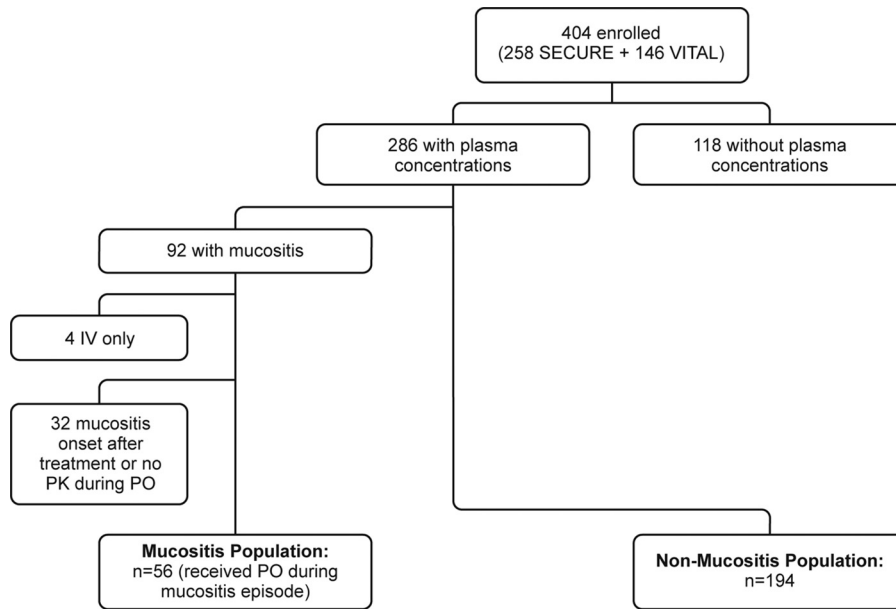 404 enrolled
(258 SECURE + 146 VITAL)
286 with plasma
concentrations
118 without plasma
concentrations
92 with mucositis
4 IV only
32 mucositis
onset after
treatment or no
PK during PO
Mucositis Population:
n=56 (received PO during
mucositis episode)
Non-Mucositis Population:
n=194